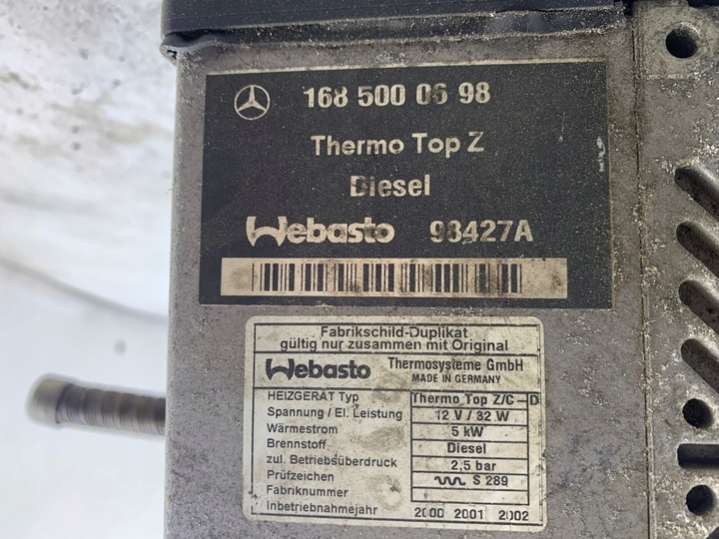 168 500 06 98
Thermo Top Z
Diesel
Webasto 98427A
Fabrikschild-Duplikat
gültig nur zusammen mit Original
Webasto Thermosysteme GmbH
MADE IN GERMANY
HEIZGERÄT Typ Thermo Top Z/C - D
Spannung / El. Leistung 12 V / 32 W
Wärmestrom 5 kW
Brennstoff Diesel
zul. Betriebsüberdruck 2,5 bar
Prüfzeichen S 289
Fabriknummer
Inbetriebnahmejahr 2000 2001 2002